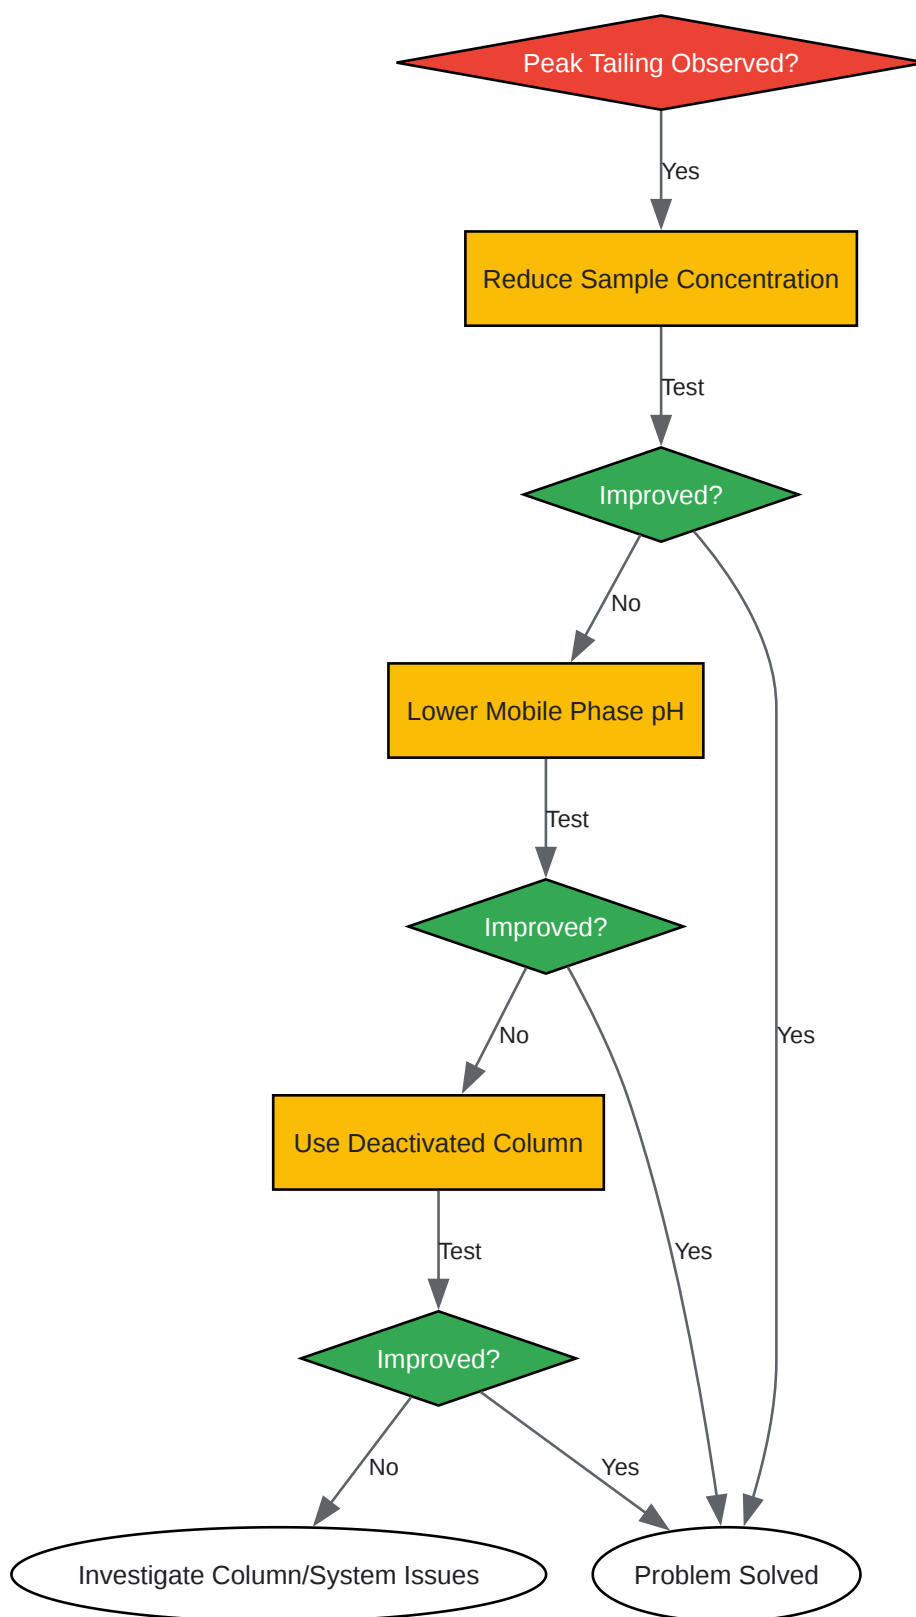 Peak Tailing Observed?
Yes
Reduce Sample Concentration
Test
Improved?
No
Lower Mobile Phase pH
Test
Improved?
No
Yes
Use Deactivated Column
Test
Yes
Improved?
No
Yes
Investigate Column/System Issues
Problem Solved